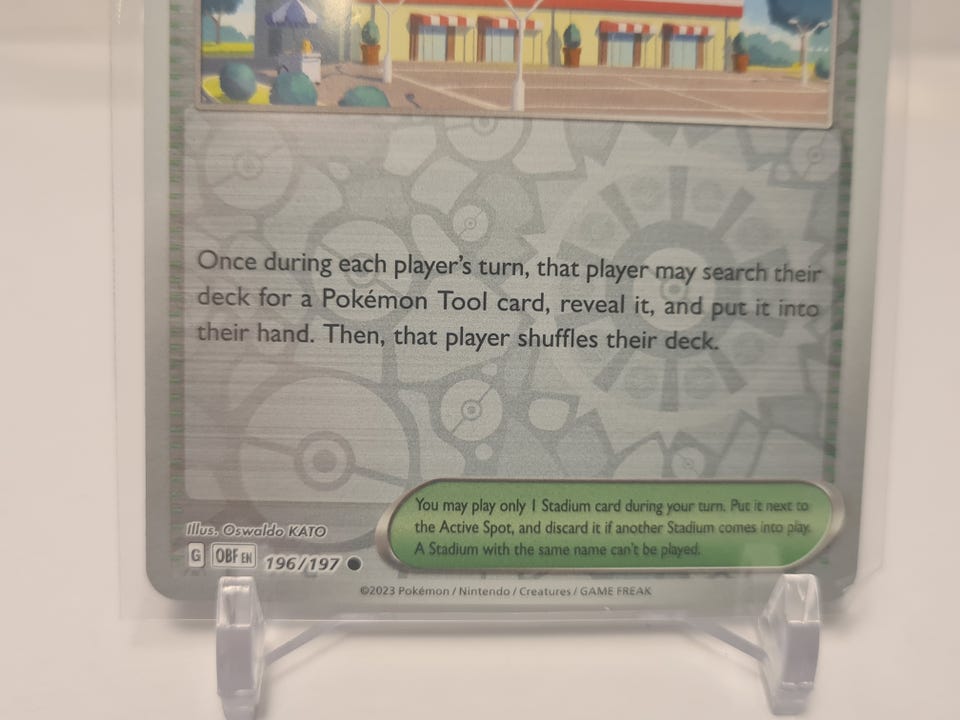 Once during each player's turn, that player may search their
deck for a Pokémon Tool card, reveal it, and put it into
their hand. Then, that player shuffles their deck.
You may play only 1 Stadium card during your turn. Put it next to
the Active Spot, and discard it if another Stadium comes into play.
A Stadium with the same name can't be played.
Illus. Oswaldo KATO
G OBF EN 196/197
©2023 Pokémon / Nintendo / Creatures / GAME FREAK